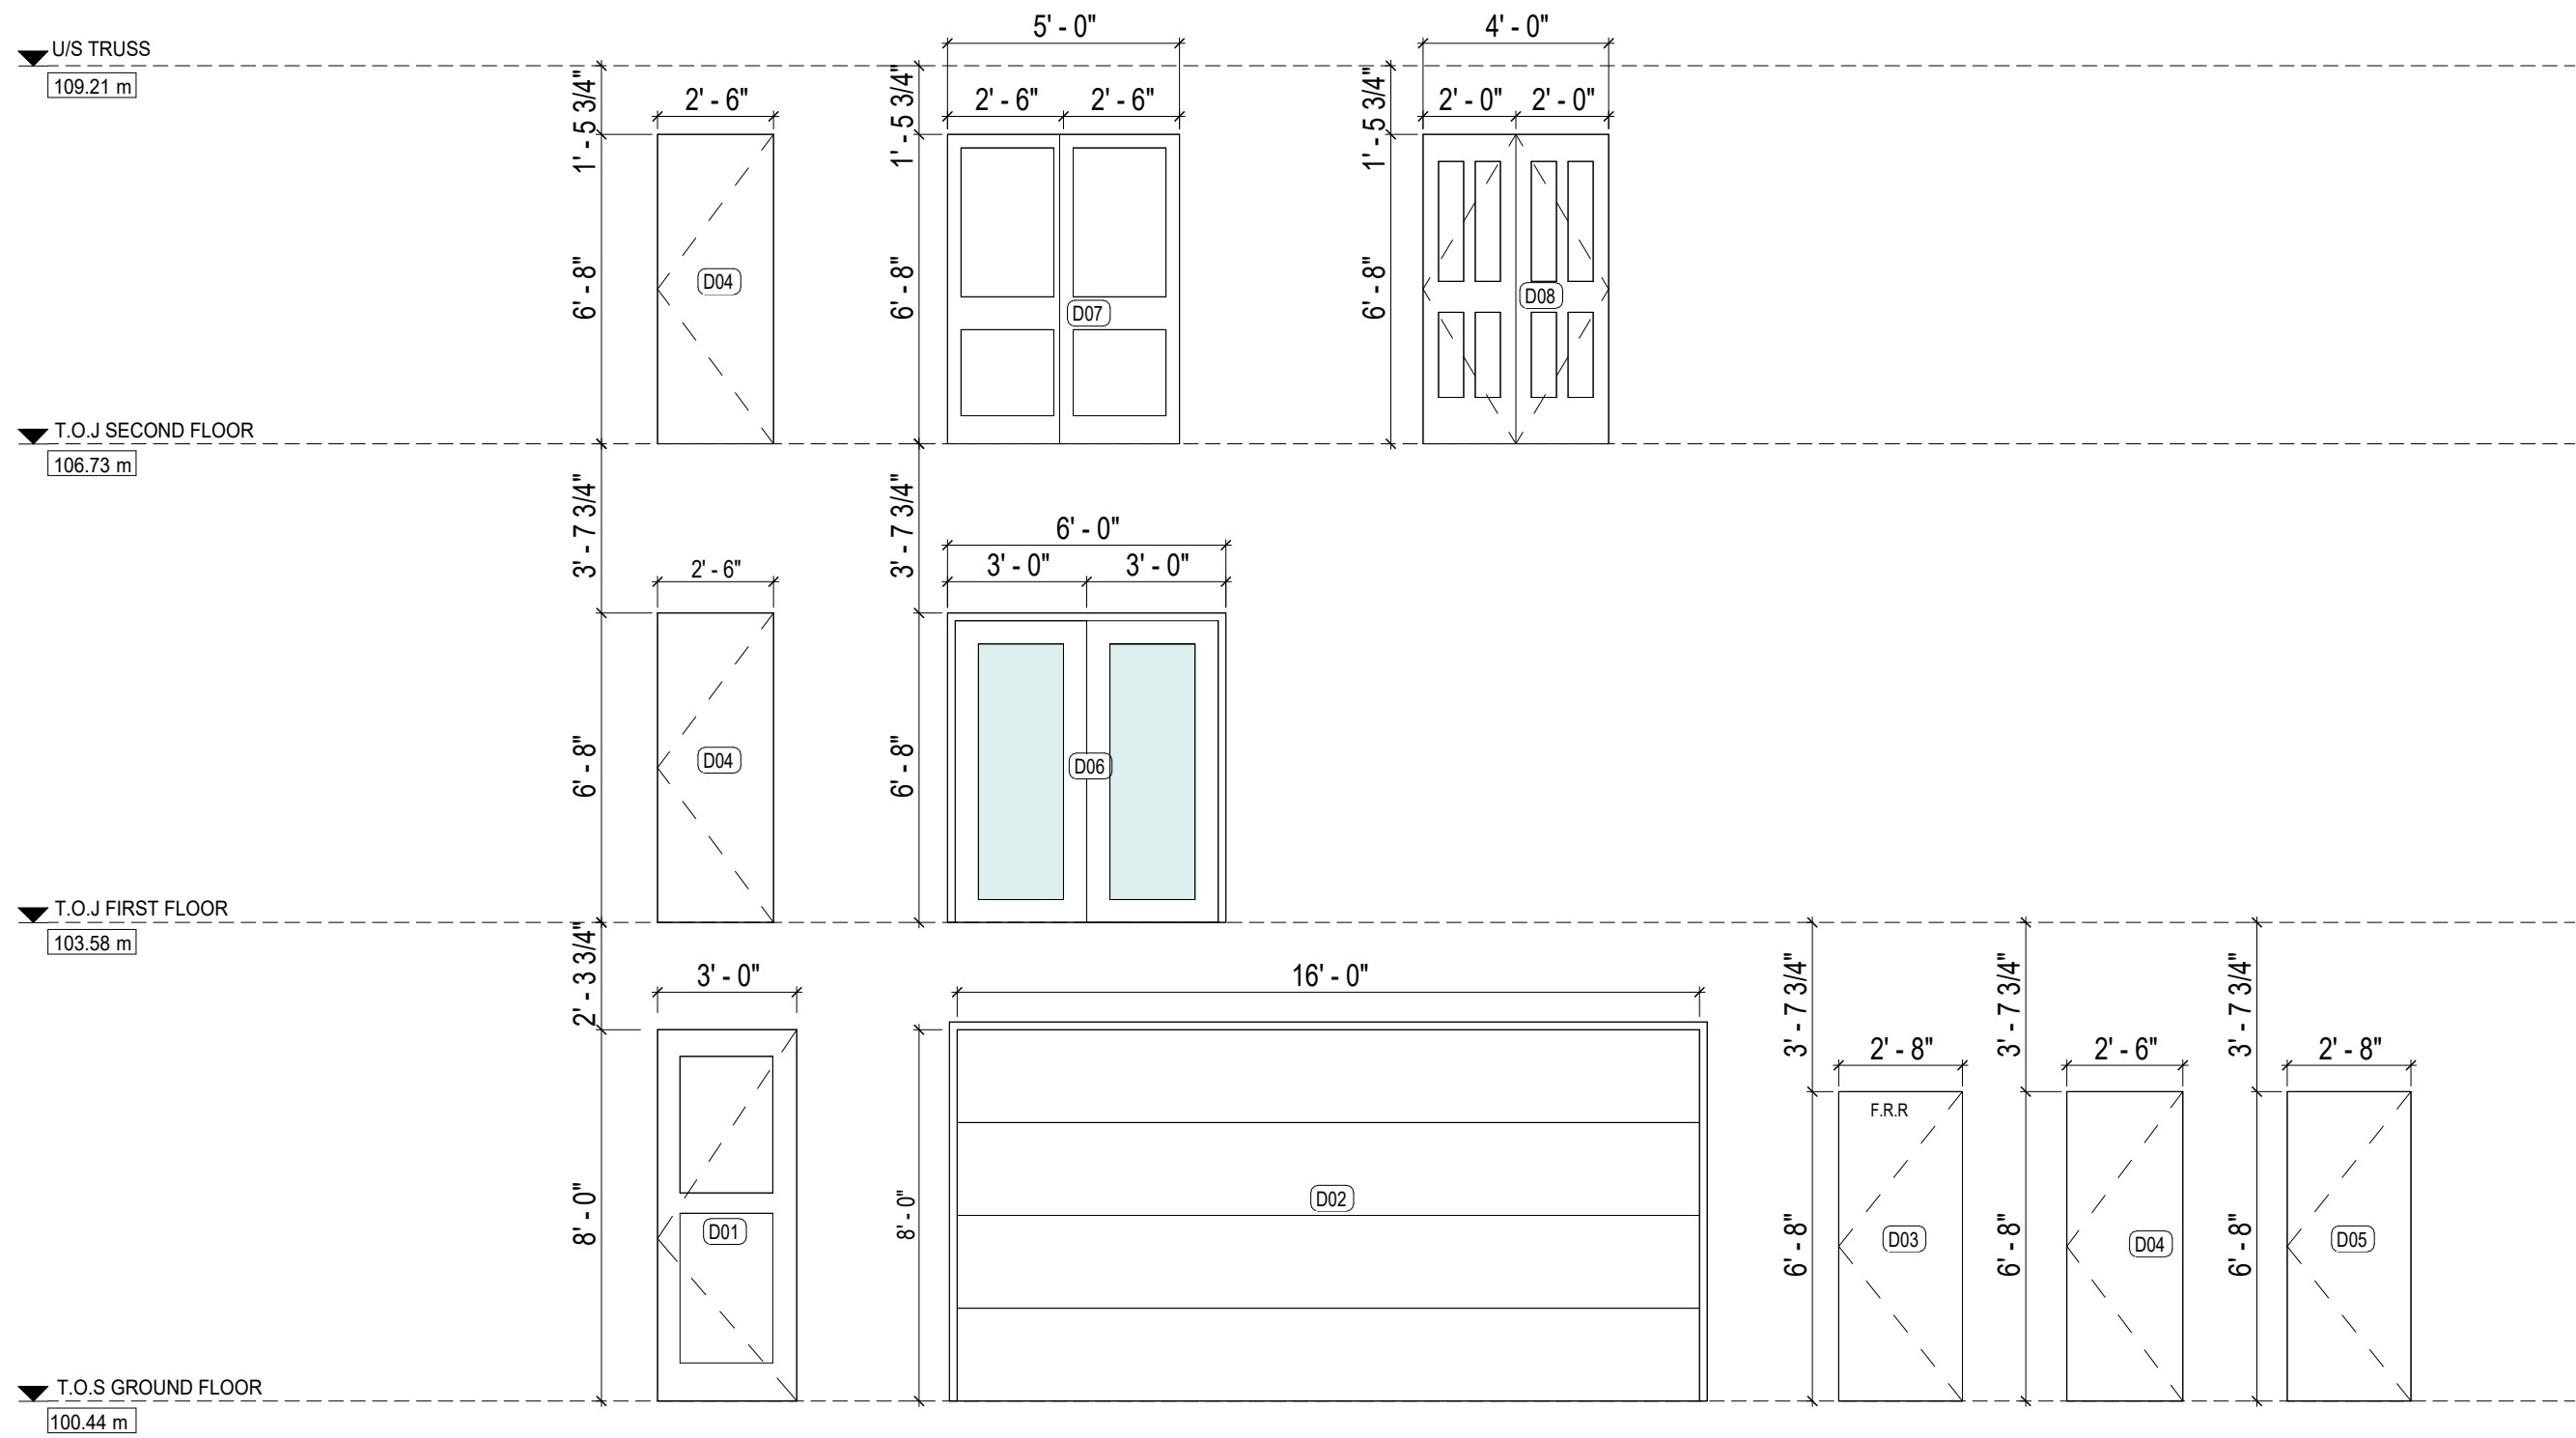 5' - 0" 4' - 0"
U/S TRUSS
109.21 m
1' - 5 3/4" 2' - 6" 1' - 5 3/4" 2' - 6" 2' - 6" 1' - 5 3/4" 2' - 0" 2' - 0"
6' - 8" D04 6' - 8" D07 6' - 8" D08
T.O.J SECOND FLOOR
106.73 m
3' - 7 3/4" 3' - 7 3/4" 6' - 0"
2' - 6" 3' - 0" 3' - 0"
6' - 8" D04 6' - 8" D06
T.O.J FIRST FLOOR
103.58 m
2' - 3 3/4" 3' - 0" 16' - 0" 3' - 7 3/4" 3' - 7 3/4" 3' - 7 3/4"
2' - 8" 2' - 6" 2' - 8"
F.R.R
8' - 0" D01 8' - 0" D02 6' - 8" D03 6' - 8" D04 6' - 8" D05
T.O.S GROUND FLOOR
100.44 m